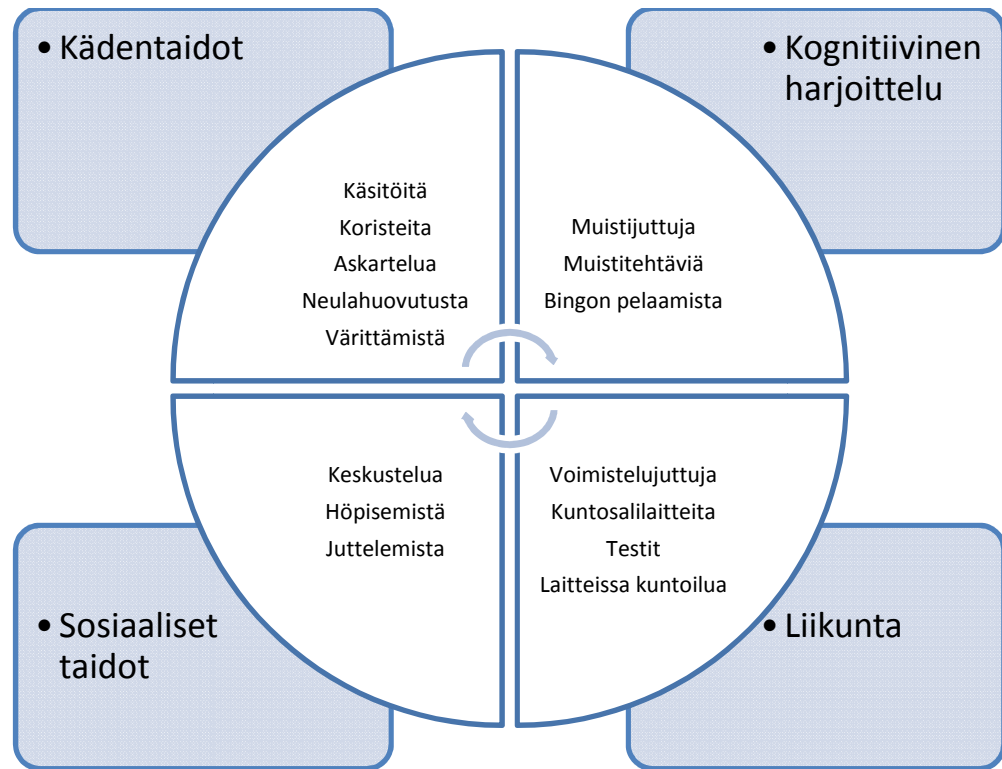 • Kädentaidot
Käsitöitä
Koristeita
Askartelua
Neulahuovutusta
Värittämistä
• Kognitiivinen
harjoittelu
Muistijuttuja
Muistitehtäviä
Bingon pelaamista
Keskustelua
Höpisemistä
Juttelemista
• Sosiaaliset
taidot
Voimistelujuttuja
Kuntosalilaitteita
Testit
Laitteissa kuntoilua
• Liikunta